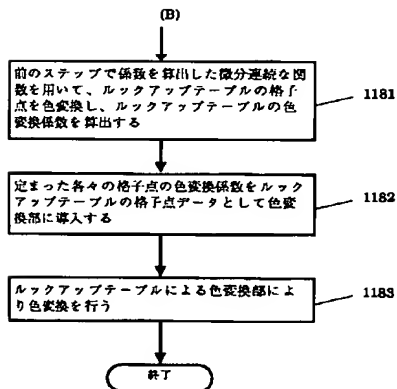 (B)
前のステップで係数を算出した微分連続な関
数を用いて、ルックアップテーブルの格子
点を色変換し、ルックアップテーブルの色
変換係数を算出する
1181
定まった各々の格子点の色変換係数をルック
アップテーブルの格子点データとして色変
換部に導入する
1182
ルックアップテーブルによる色変換部によ
り色変換を行う
1183
終了